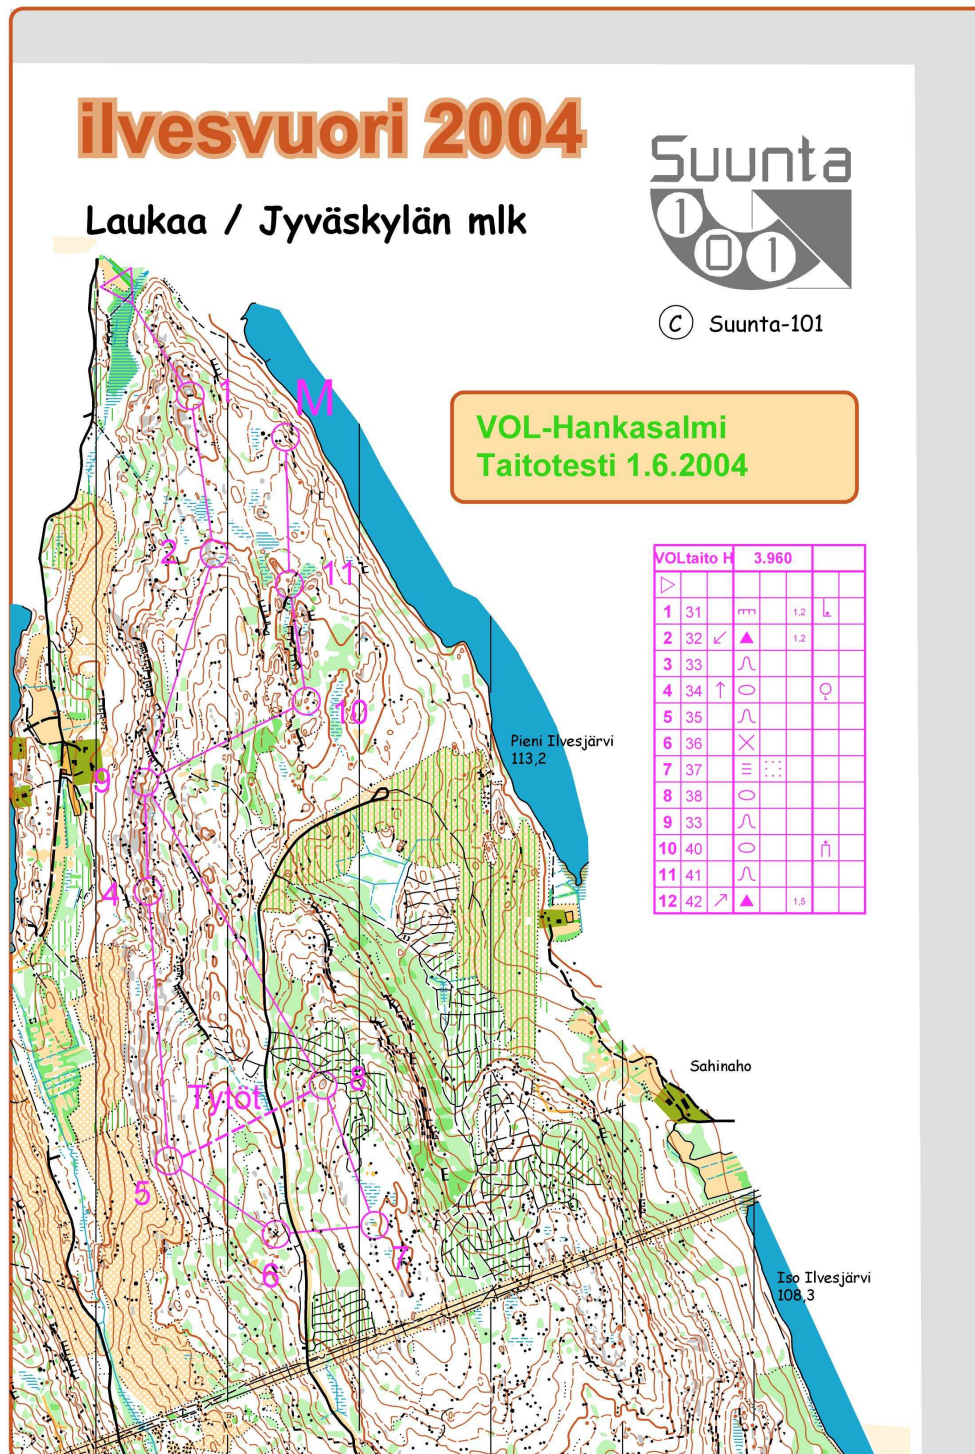 ilvesvuori 2004
Laukaa / Jyväskylän mlk
Suunta
101
C Suunta-101
VOL-Hankasalmi
Taitotesti 1.6.2004
VOLtaito H 3.960
1 31 1,2
2 32 1.2
3 33
4 34
5 35
6 36
7 37
8 38
9 33
10 40
11 41
12 42 1,5
1
M
2
11
10
Pieni Ilvesjärvi
113,2
9
4
Sahinaho
8
Tytöt
5
6
7
Iso Ilvesjärvi
108,3